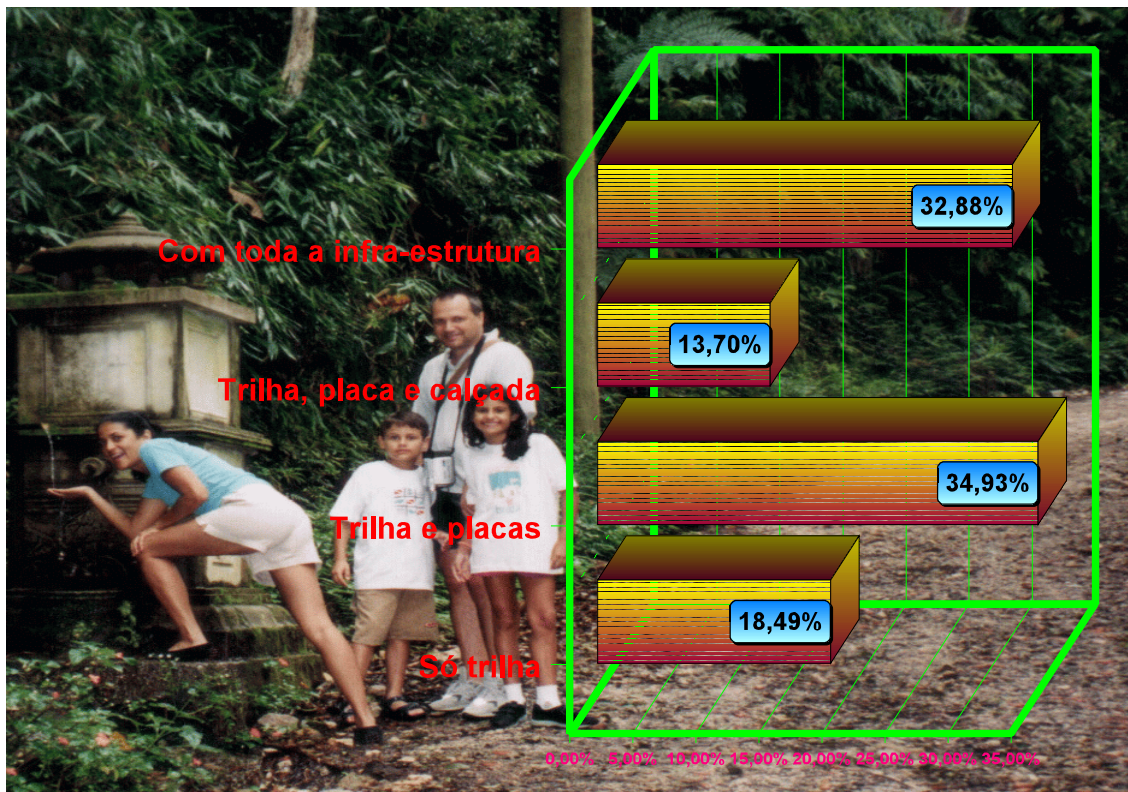 32,88%
Com toda a infra-estrutura
13,70%
Trilha, placa e calçada
34,93%
Trilha e placas
18,49%
Só trilha
0,00% 5,00% 10,00% 15,00% 20,00% 25,00% 30,00% 35,00%